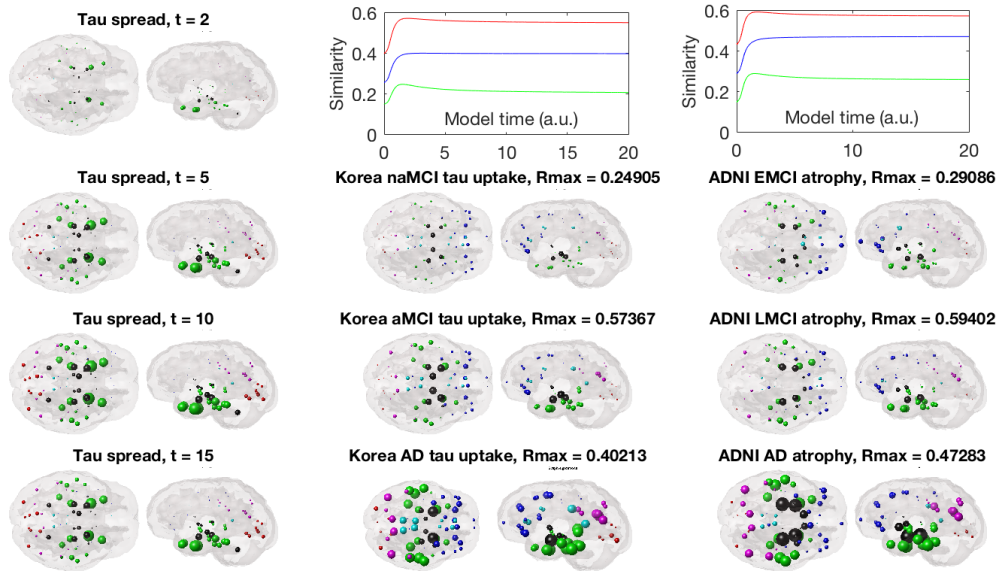 Tau spread, t = 2
0.6
0.4
0.2
0
Similarity
Model time (a.u.)
0 5 10 15 20
0.6
0.4
0.2
0
Similarity
Model time (a.u.)
0 10 20
Tau spread, t = 5
Korea naMCI tau uptake, Rmax = 0.24905
ADNI EMCI atrophy, Rmax = 0.29086
Tau spread, t = 10
Korea aMCI tau uptake, Rmax = 0.57367
ADNI LMCI atrophy, Rmax = 0.59402
Tau spread, t = 15
Korea AD tau uptake, Rmax = 0.40213
ADNI AD atrophy, Rmax = 0.47283